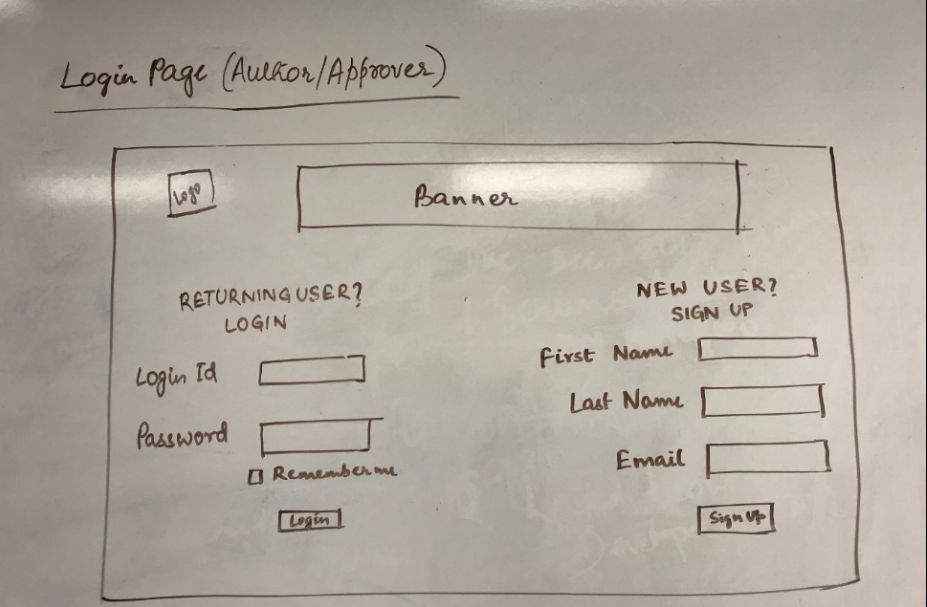 Login Page (Author/Approver)
Logo
Banner
RETURNING USER?
LOGIN
Login Id
Password
Remember me
Login
NEW USER?
SIGN UP
First Name
Last Name
Email
Sign Up